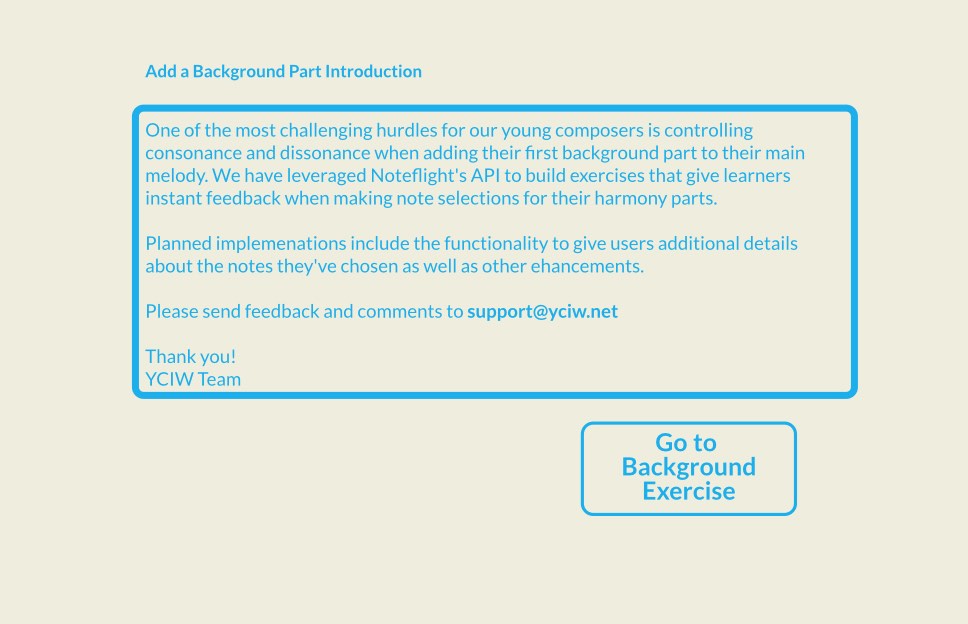 Add a Background Part Introduction
One of the most challenging hurdles for our young composers is controlling
consonance and dissonance when adding their first background part to their main
melody. We have leveraged Noteflight's API to build exercises that give learners
instant feedback when making note selections for their harmony parts.
Planned implemenations include the functionality to give users additional details
about the notes they've chosen as well as other ehancements.
Please send feedback and comments to support@yciw.net
Thank you!
YCIW Team
Go to
Background
Exercise